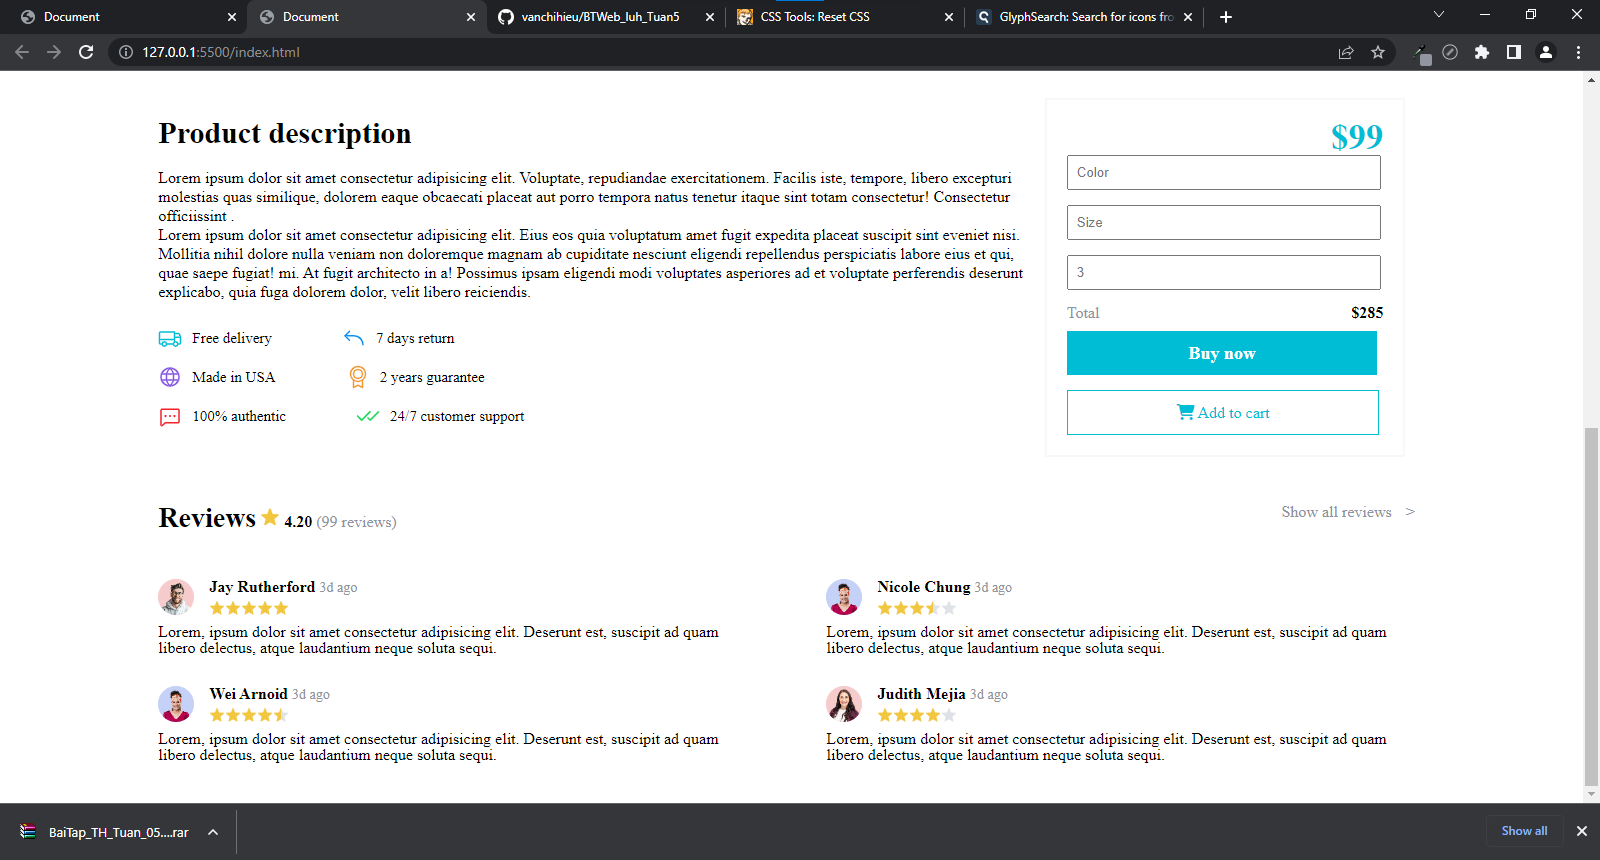 Document
Document
vanchihieu/BTWeb_Iuh_Tuan5
CSS Tools: Reset CSS
GlyphSearch: Search for icons fro
127.0.0.1:5500/index.html
Product description
Lorem ipsum dolor sit amet consectetur adipisicing elit. Voluptate, repudiandae exercitationem. Facilis iste, tempore, libero excepturi
molestias quas similique, dolorem eaque obcaecati placeat aut porro tempora natus tenetur itaque sint totam consectetur! Consectetur
officiissint .
Lorem ipsum dolor sit amet consectetur adipisicing elit. Eius eos quia voluptatum amet fugit expedita placeat suscipit sint eveniet nisi.
Mollitia nihil dolore nulla veniam non doloremque magnam ab cupiditate nesciunt eligendi repellendus perspiciatis labore eius et qui,
quae saepe fugiat! mi. At fugit architecto in a! Possimus ipsam eligendi modi voluptates asperiores ad et voluptate perferendis deserunt
explicabo, quia fuga dolorem dolor, velit libero reiciendis.
Free delivery
7 days return
Made in USA
2 years guarantee
100% authentic
24/7 customer support
$99
Color
Size
3
Total
$285
Buy now
Add to cart
Reviews 4.20 (99 reviews)
Show all reviews >
Jay Rutherford 3d ago
Lorem, ipsum dolor sit amet consectetur adipisicing elit. Deserunt est, suscipit ad quam
libero delectus, atque laudantium neque soluta sequi.
Nicole Chung 3d ago
Lorem, ipsum dolor sit amet consectetur adipisicing elit. Deserunt est, suscipit ad quam
libero delectus, atque laudantium neque soluta sequi.
Wei Arnoid 3d ago
Lorem, ipsum dolor sit amet consectetur adipisicing elit. Deserunt est, suscipit ad quam
libero delectus, atque laudantium neque soluta sequi.
Judith Mejia 3d ago
Lorem, ipsum dolor sit amet consectetur adipisicing elit. Deserunt est, suscipit ad quam
libero delectus, atque laudantium neque soluta sequi.
BaiTap_TH_Tuan_05....rar
Show all